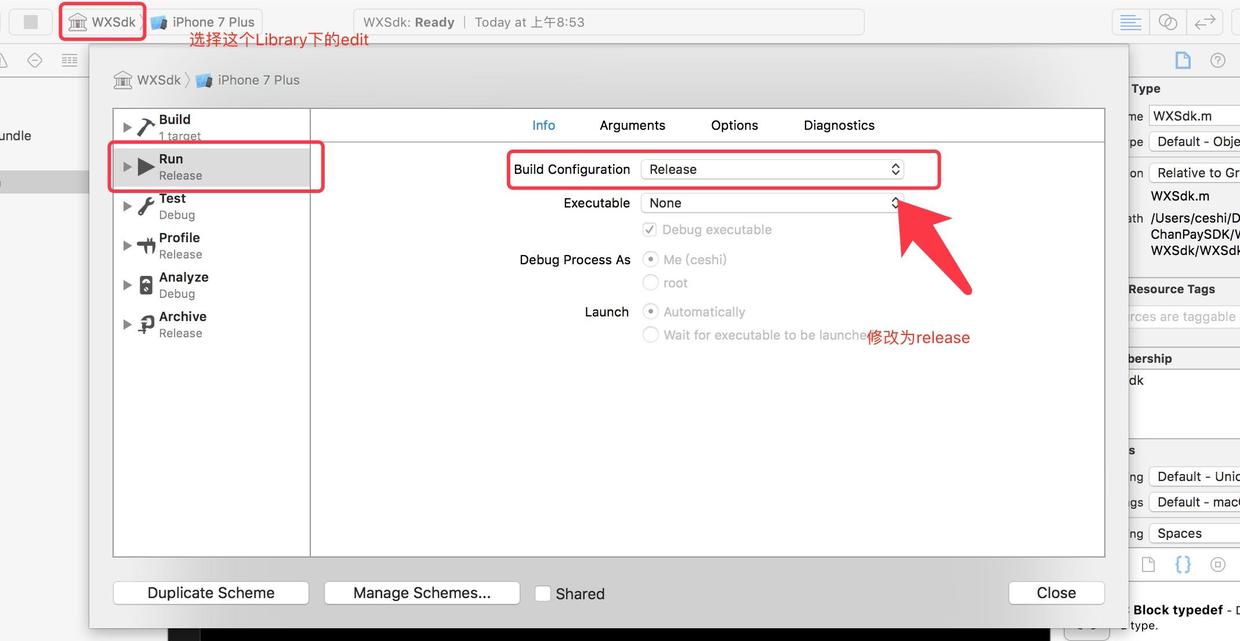 WXSdk
iPhone 7 Plus
WXSdk: Ready | Today at 上午8:53
选择这个Library下的edit
WXSdk
iPhone 7 Plus
Build
1 target
Run
Release
Test
Debug
Profile
Release
Analyze
Debug
Archive
Release
Info
Arguments
Options
Diagnostics
Build Configuration
Release
Executable
None
Debug executable
Debug Process As
Me (ceshi)
root
Launch
Automatically
Wait for executable to be launche
修改为release
Duplicate Scheme
Manage Schemes...
Shared
Close
undle
Type
me
WXSdk.m
pe
Default - Obje
on
Relative to Gr
WXSdk.m
ath
/Users/ceshi/D
ChanPaySDK/W
WXSdk/WXSdk
Resource Tags
rces are taggable
bership
dk
s
ng
Default - Unic
gs
Default - mac
ng
Spaces
{}
Block typedef - D
type.